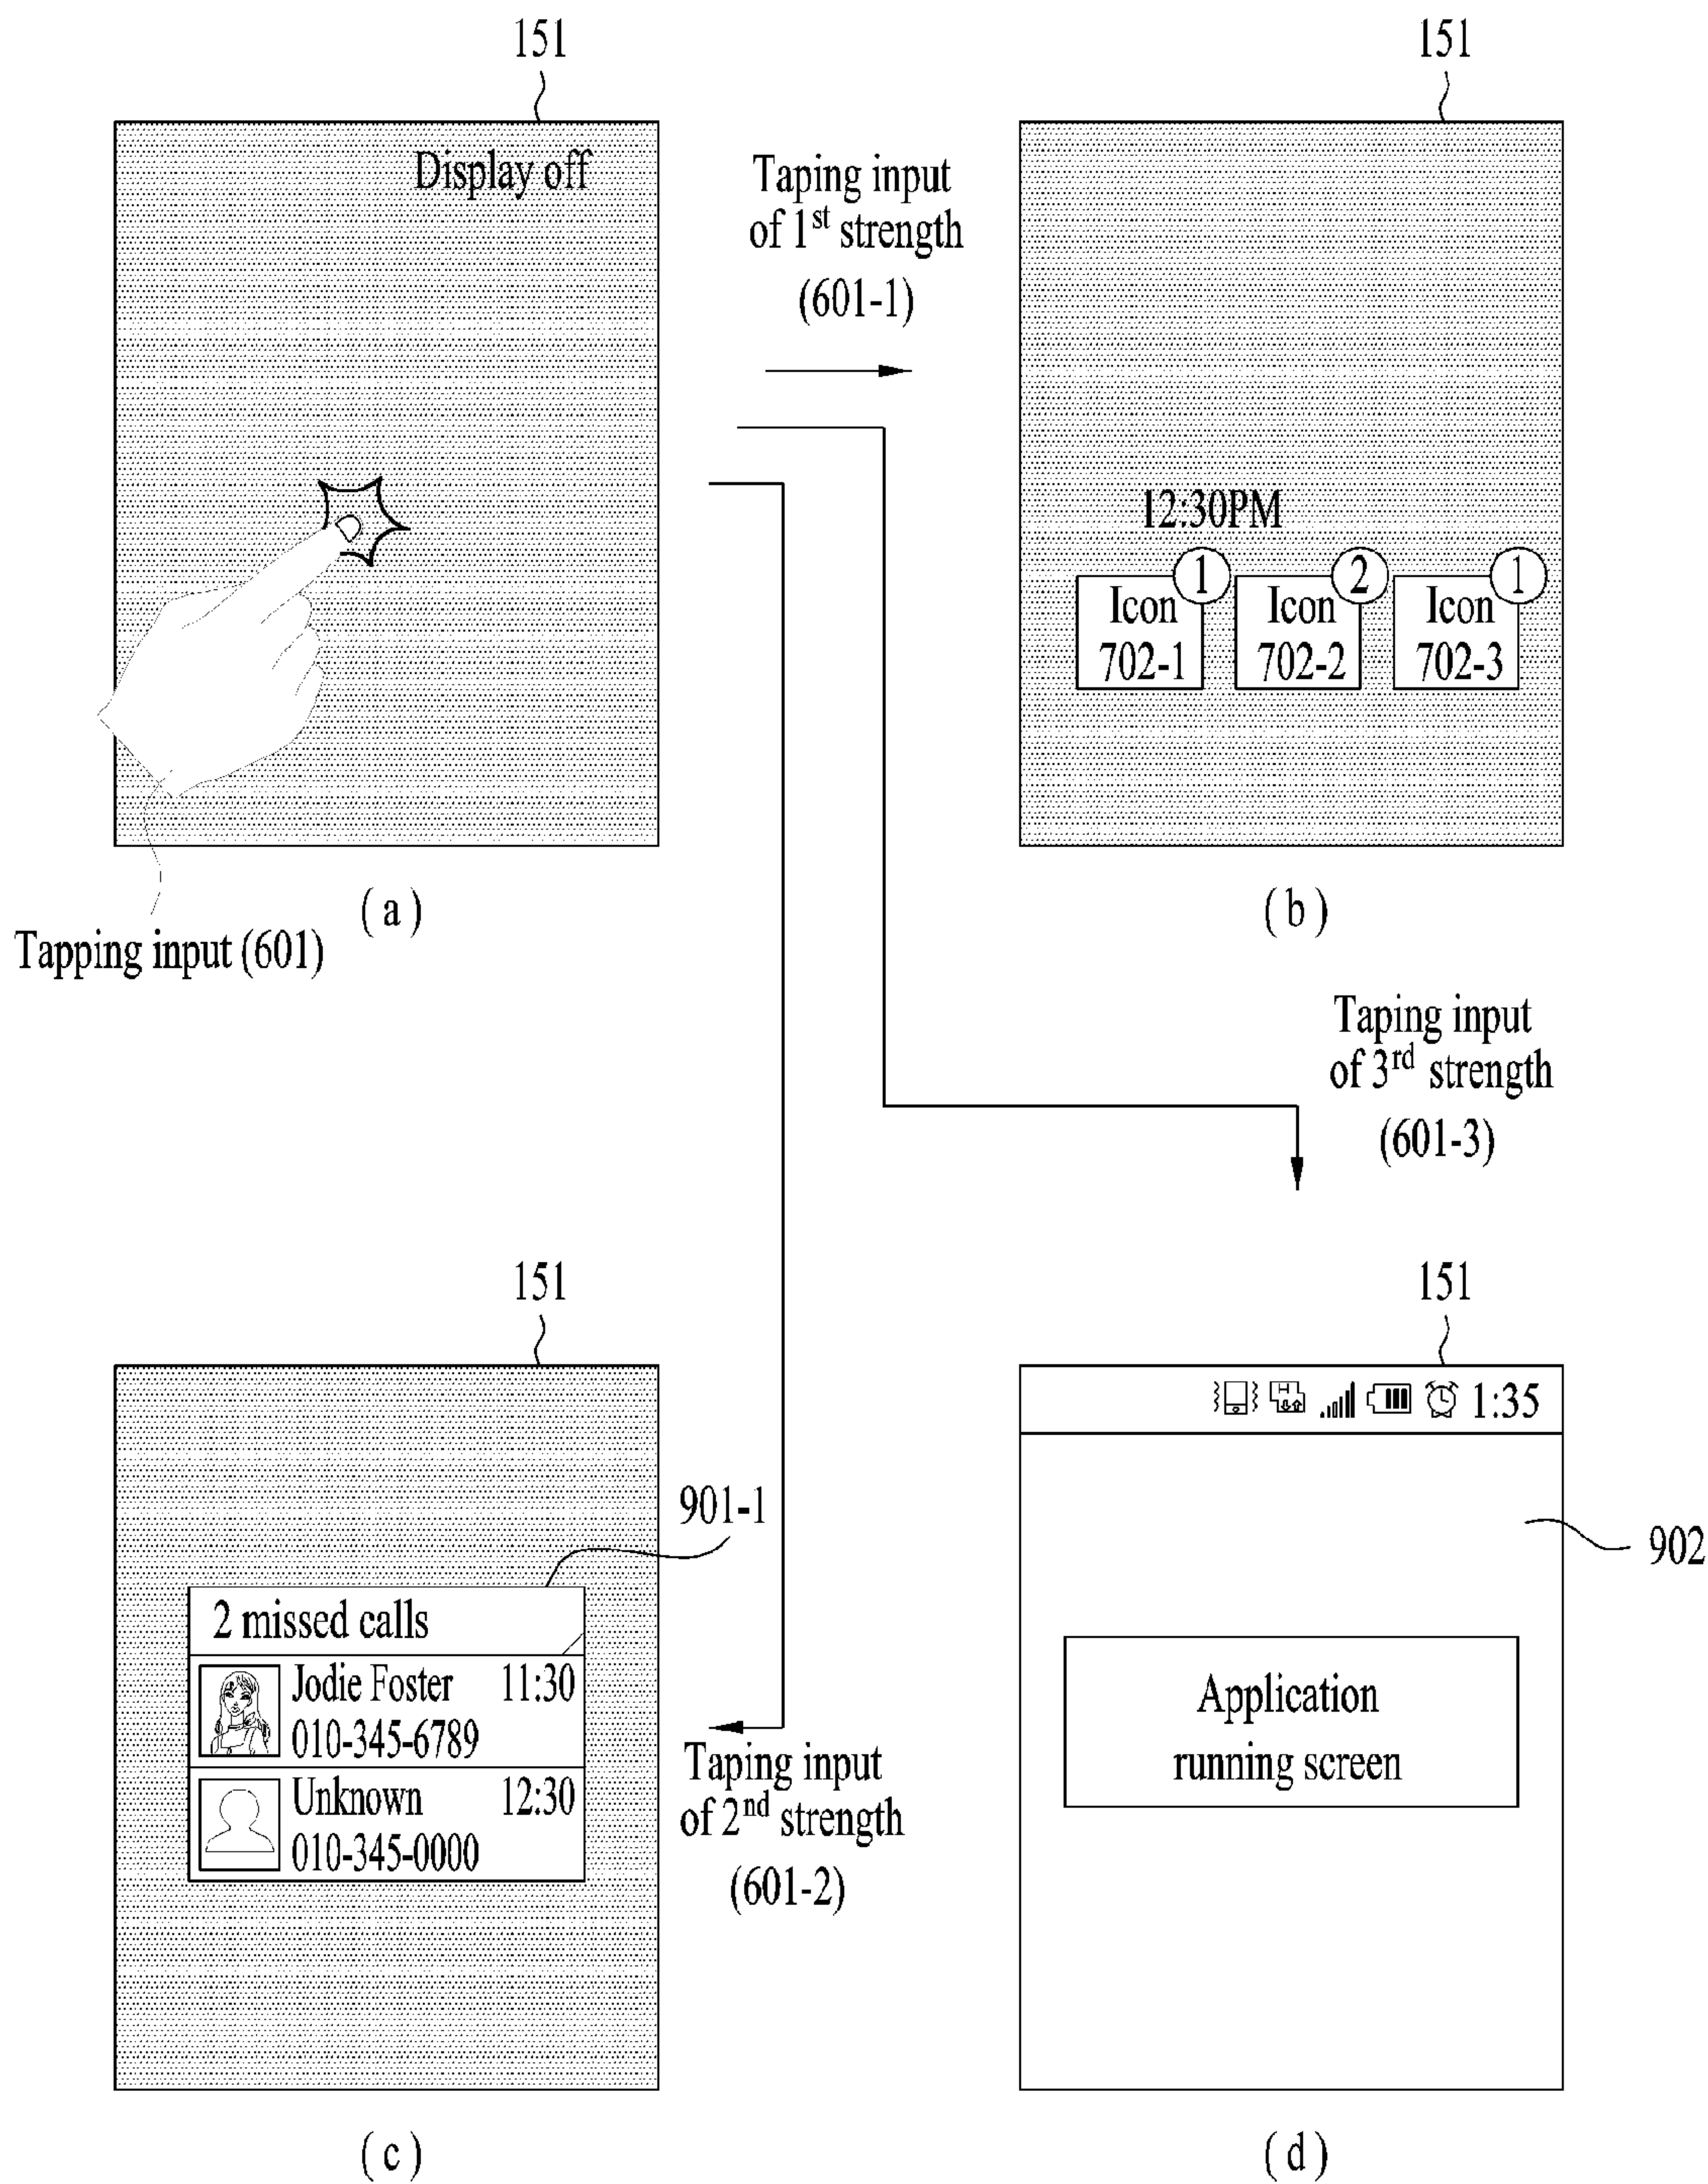 151
Display off
Tapping input (601)
(a)
Taping input
of 1st strength
(601-1)
151
12:30PM
1
Icon
702-1
2
Icon
702-2
1
Icon
702-3
(b)
Taping input
of 3rd strength
(601-3)
151
901-1
2 missed calls
Jodie Foster 11:30
010-345-6789
Unknown 12:30
010-345-0000
(c)
Taping input
of 2nd strength
(601-2)
151
H
1:35
902
Application
running screen
(d)